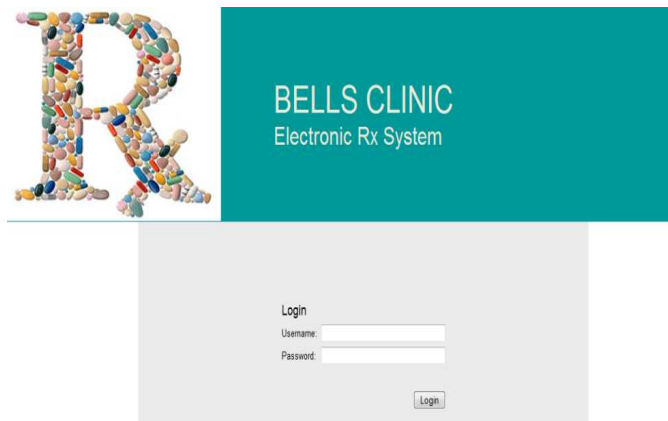 BELLS CLINIC
Electronic Rx System
Login
Username:
Password:
Login